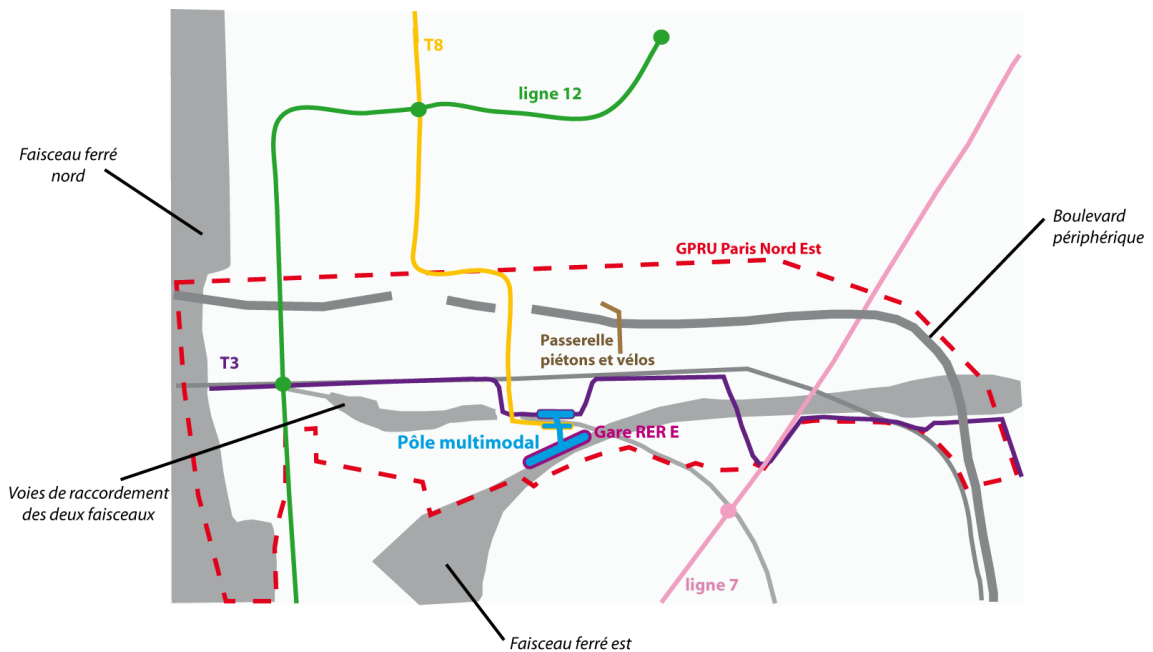 T8
ligne 12
Faisceau ferré
nord
Boulevard
périphérique
GPRU Paris Nord Est
Passerelle
piétons et vélos
T3
Pôle multimodal
Gare RER E
Voies de raccordement
des deux faisceaux
ligne 7
Faisceau ferré est